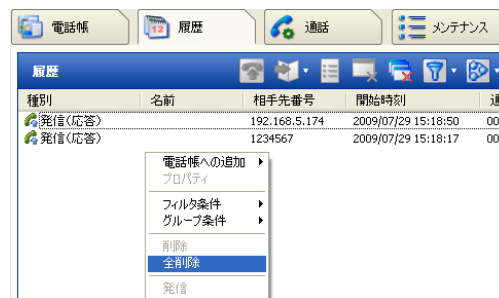 電話帳 12 履歴 通話 メンテナンス
履歴
種別 名前 相手先番号 開始時刻
発信(応答) 192.168.5.174 2009/07/29 15:18:50 00
発信(応答) 1234567 2009/07/29 15:18:17 00
電話帳への追加
プロパティ
フィルタ条件
グループ条件
削除
全削除
発信